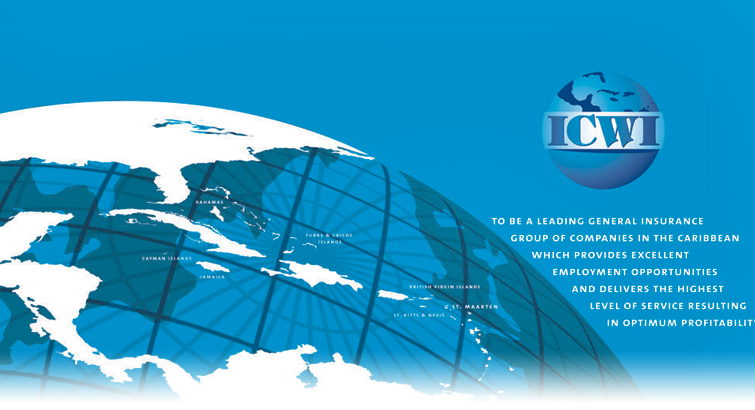 ICWI
TO BE A LEADING GENERAL INSURANCE
GROUP OF COMPANIES IN THE CARIBBEAN
WHICH PROVIDES EXCELLENT
EMPLOYMENT OPPORTUNITIES
AND DELIVERS THE HIGHEST
LEVEL OF SERVICE RESULTING
IN OPTIMUM PROFITABILIT
BAHAMAS
TURKS & CAICOS
ISLANDS
CAYMAN ISLANDS
JAMAICA
BRITISH VIRGIN ISLANDS
ST. MAARTEN
ST. KITTS & NEVIS